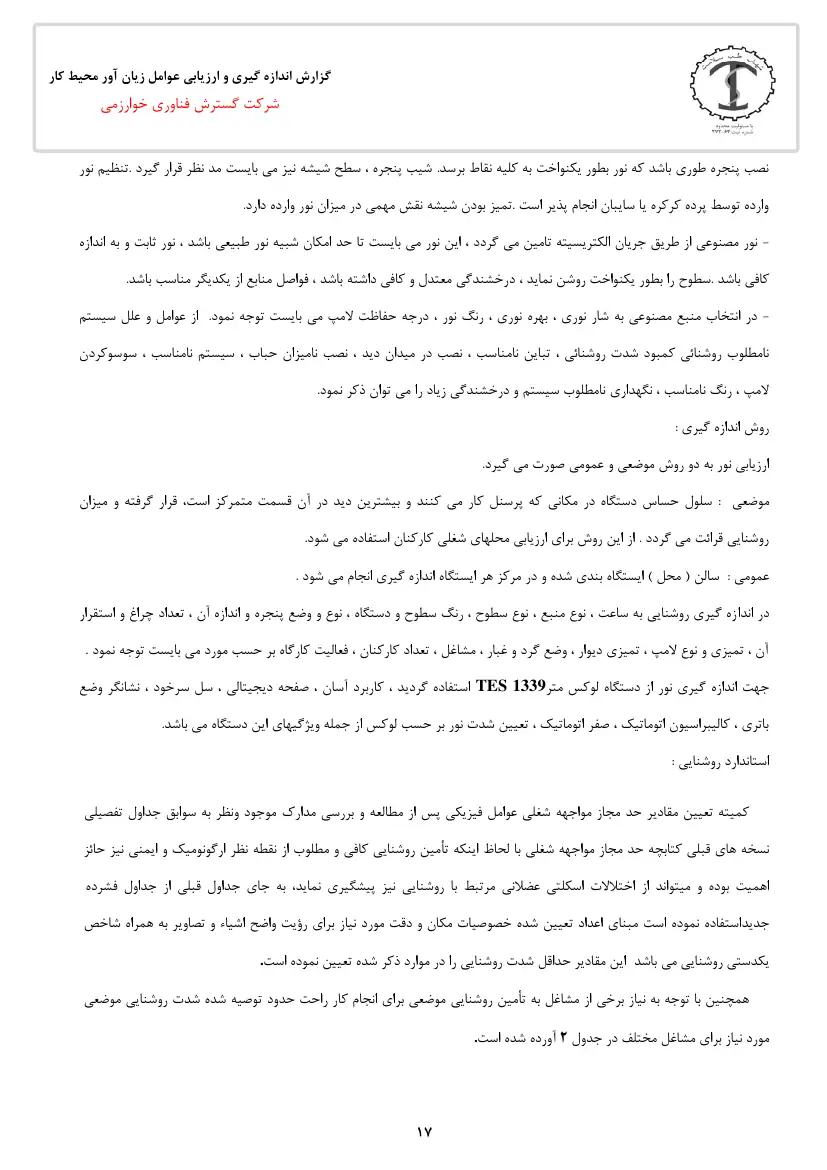 گزارش اندازه گیری و ارزیابی عوامل زیان آور محیط کار
شرکت گسترش فناوری خوارزمی
شهاب طب سلامت
با مسئولیت محدود
نصب پنجره طوری باشد که نور بطور یکنواخت به کلیه نقاط برسد. شیب پنجره ، سطح شیشه نیز می بایست مد نظر قرار گیرد .تنظیم نور
وارده توسط پرده کرکره یا سایبان انجام پذیر است .تمیز بودن شیشه نقش مهمی در میزان نور وارده دارد.
- نور مصنوعی از طریق جریان الکتریسیته تامین می گردد ، این نور می بایست تا حد امکان شبیه نور طبیعی باشد ، نور ثابت و به اندازه
کافی باشد .سطوح را بطور یکنواخت روشن نماید ، درخشندگی معتدل و کافی داشته باشد ، فواصل منابع از یکدیگر مناسب باشد.
- در انتخاب منبع مصنوعی به شار نوری ، بهره نوری ، رنگ نور ، درجه حفاظت لامپ می بایست توجه نمود. از عوامل و علل سیستم
نامطلوب روشنائی کمبود شدت روشنائی ، تباین نامناسب ، نصب در میدان دید ، نصب نامیزان حباب ، سیستم نامناسب ، سوسوکردن
لامپ ، رنگ نامناسب ، نگهداری نامطلوب سیستم و درخشندگی زیاد را می توان ذکر نمود.
روش اندازه گیری :
ارزیابی نور به دو روش موضعی و عمومی صورت می گیرد.
موضعی : سلول حساس دستگاه در مکانی که پرسنل کار می کنند و بیشترین دید در آن قسمت متمرکز است، قرار گرفته و میزان
روشنایی قرائت می گردد . از این روش برای ارزیابی محلهای شغلی کارکنان استفاده می شود.
عمومی : سالن ( محل ) ایستگاه بندی شده و در مرکز هر ایستگاه اندازه گیری انجام می شود .
در اندازه گیری روشنایی به ساعت ، نوع منبع ، نوع سطوح ، رنگ سطوح و دستگاه ، نوع و وضع پنجره و اندازه آن ، تعداد چراغ و استقرار
آن ، تمیزی و نوع لامپ ، تمیزی دیوار ، وضع گرد و غبار ، مشاغل ، تعداد کارکنان ، فعالیت کارگاه بر حسب مورد می بایست توجه نمود .
جهت اندازه گیری نور از دستگاه لوکس مترTES 1339 استفاده گردید ، کاربرد آسان ، صفحه دیجیتالی ، سل سرخود ، نشانگر وضع
باتری ، کالیبراسیون اتوماتیک ، صفر اتوماتیک ، تعیین شدت نور بر حسب لوکس از جمله ویژگیهای این دستگاه می باشد.
استاندارد روشنایی :
کمیته تعیین مقادیر حد مجاز مواجهه شغلی عوامل فیزیکی پس از مطالعه و بررسی مدارک موجود ونظر به سوابق جداول تفصیلی
نسخه های قبلی کتابچه حد مجاز مواجهه شغلی با لحاظ اینکه تأمین روشنایی کافی و مطلوب از نقطه نظر ارگونومیک و ایمنی نیز حائز
اهمیت بوده و میتواند از اختلالات اسکلتی عضلانی مرتبط با روشنایی نیز پیشگیری نماید، به جای جداول قبلی از جداول فشرده
جدیداستفاده نموده است مبنای اعداد تعیین شده خصوصیات مکان و دقت مورد نیاز برای رؤیت واضح اشیاء و تصاویر به همراه شاخص
یکدستی روشنایی می باشد این مقادیر حداقل شدت روشنایی را در موارد ذکر شده تعیین نموده است.
همچنین با توجه به نیاز برخی از مشاغل به تأمین روشنایی موضعی برای انجام کار راحت حدود توصیه شده شدت روشنایی موضعی
مورد نیاز برای مشاغل مختلف در جدول ۲ آورده شده است.
۱۷